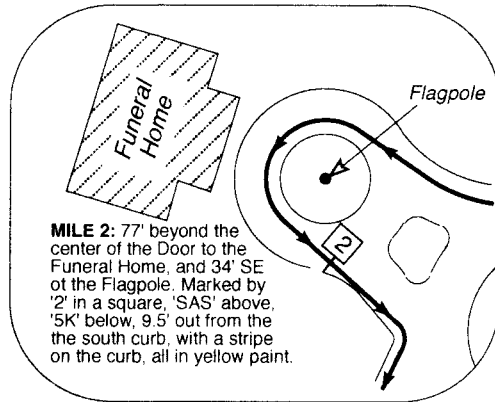 Flagpole
Funeral
Home
2
MILE 2: 77' beyond the
center of the Door to the
Funeral Home, and 34' SE
ot the Flagpole. Marked by
'2' in a square, 'SAS' above,
'5K' below, 9.5' out from the
the south curb, with a stripe
on the curb, all in yellow paint.